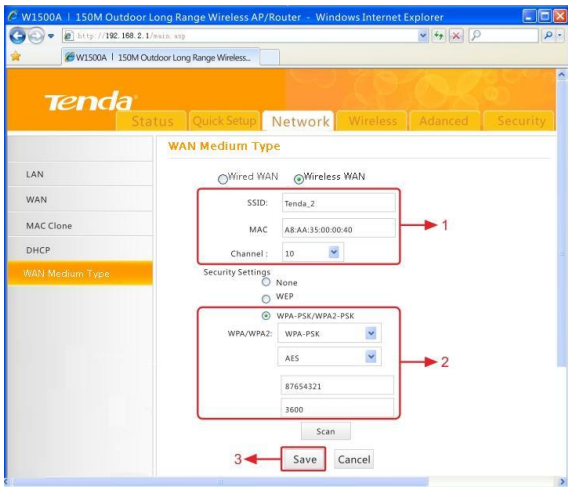 W1500A | 150M Outdoor Long Range Wireless AP/Router - Windows Internet Explorer
http://192.168.2.1/main.asp
W1500A | 150M Outdoor Long Range Wireless..
Tenda
Status Quick Setup Network Wireless Adanced Security
WAN Medium Type
LAN
WAN
MAC Clone
DHCP
WAN Medium Type
Wired WAN Wireless WAN
SSID: Tenda_2
MAC A8:AA:35:00:00:40
Channel : 10
1
Security Settings
None
WEP
WPA-PSK/WPA2-PSK
WPA/WPA2: WPA-PSK
AES
2
87654321
3600
Scan
3 Save Cancel